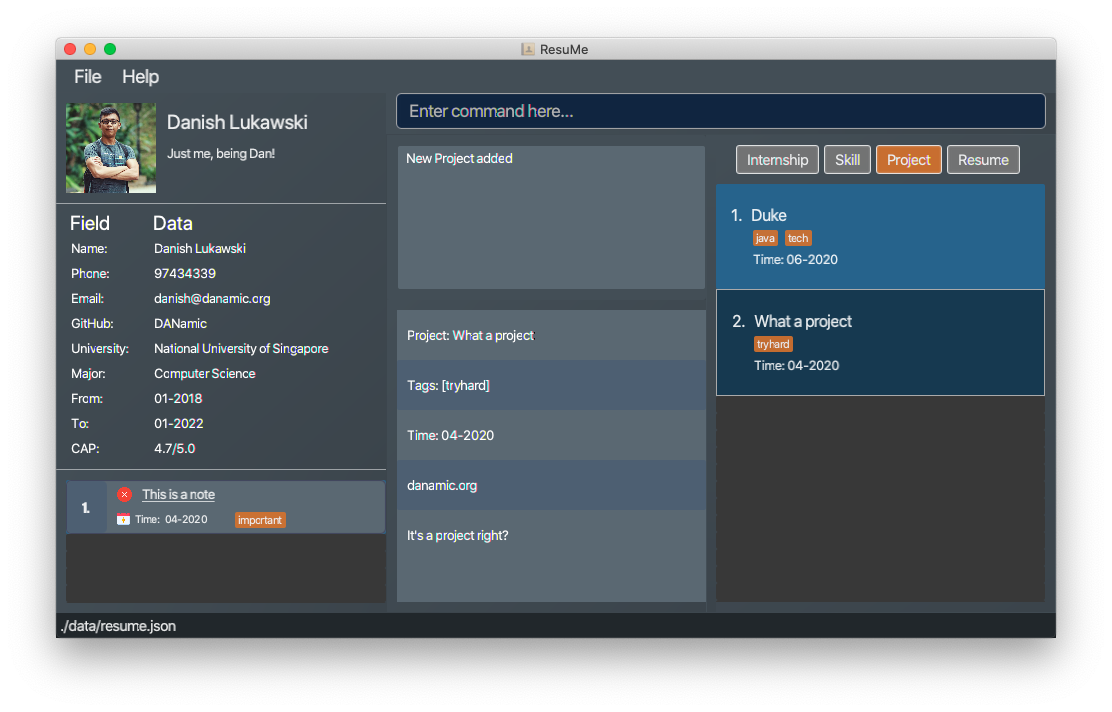 ResuMe
File Help
Danish Lukawski
Just me, being Dan!
Field Data
Name: Danish Lukawski
Phone: 97434339
Email: danish@danamic.org
GitHub: DANamic
University: National University of Singapore
Major: Computer Science
From: 01-2018
To: 01-2022
CAP: 4.7/5.0
1. This is a note
Time: 04-2020 important
Enter command here...
New Project added
Project: What a project
Tags: [tryhard]
Time: 04-2020
danamic.org
It's a project right?
Internship Skill Project Resume
1. Duke
java tech
Time: 06-2020
2. What a project
tryhard
Time: 04-2020
./data/resume.json